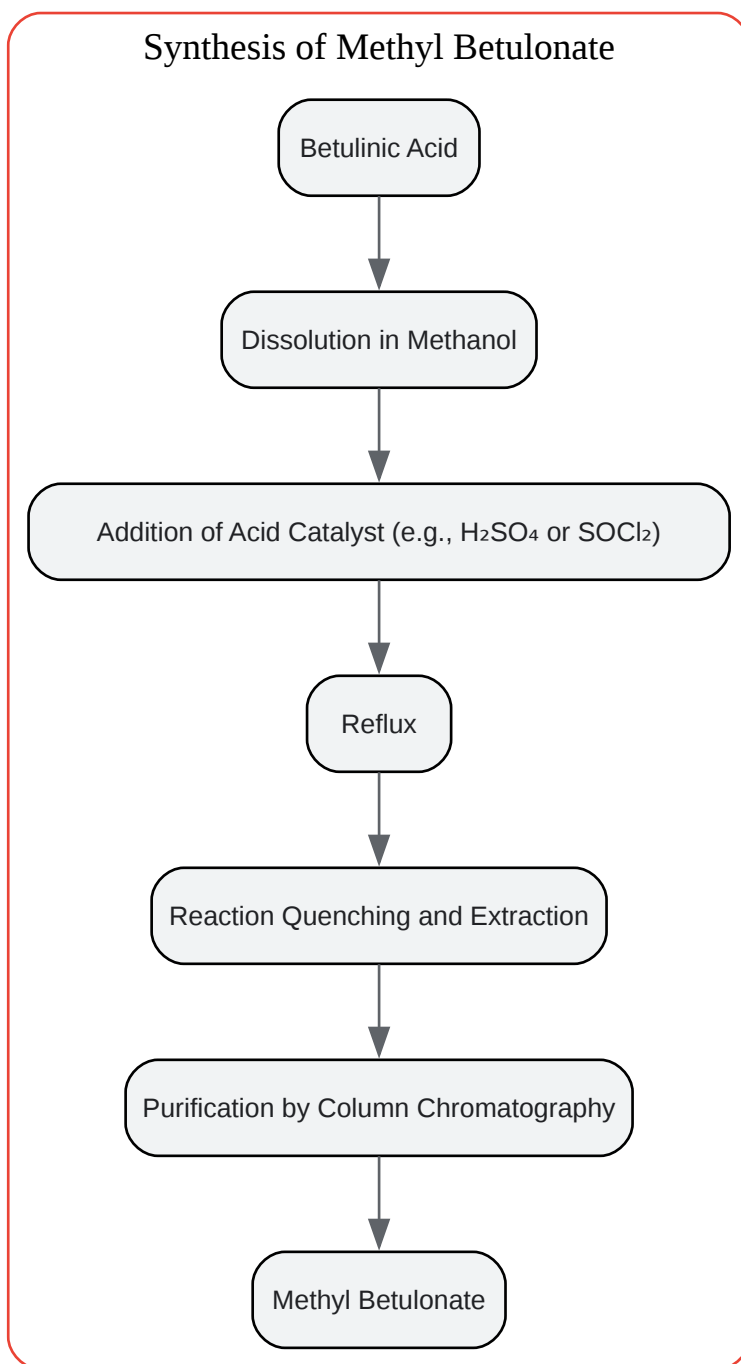 Synthesis of Methyl Betulonate
Betulinic Acid
Dissolution in Methanol
Addition of Acid Catalyst (e.g., H₂SO₄ or SOCl₂)
Reflux
Reaction Quenching and Extraction
Purification by Column Chromatography
Methyl Betulonate